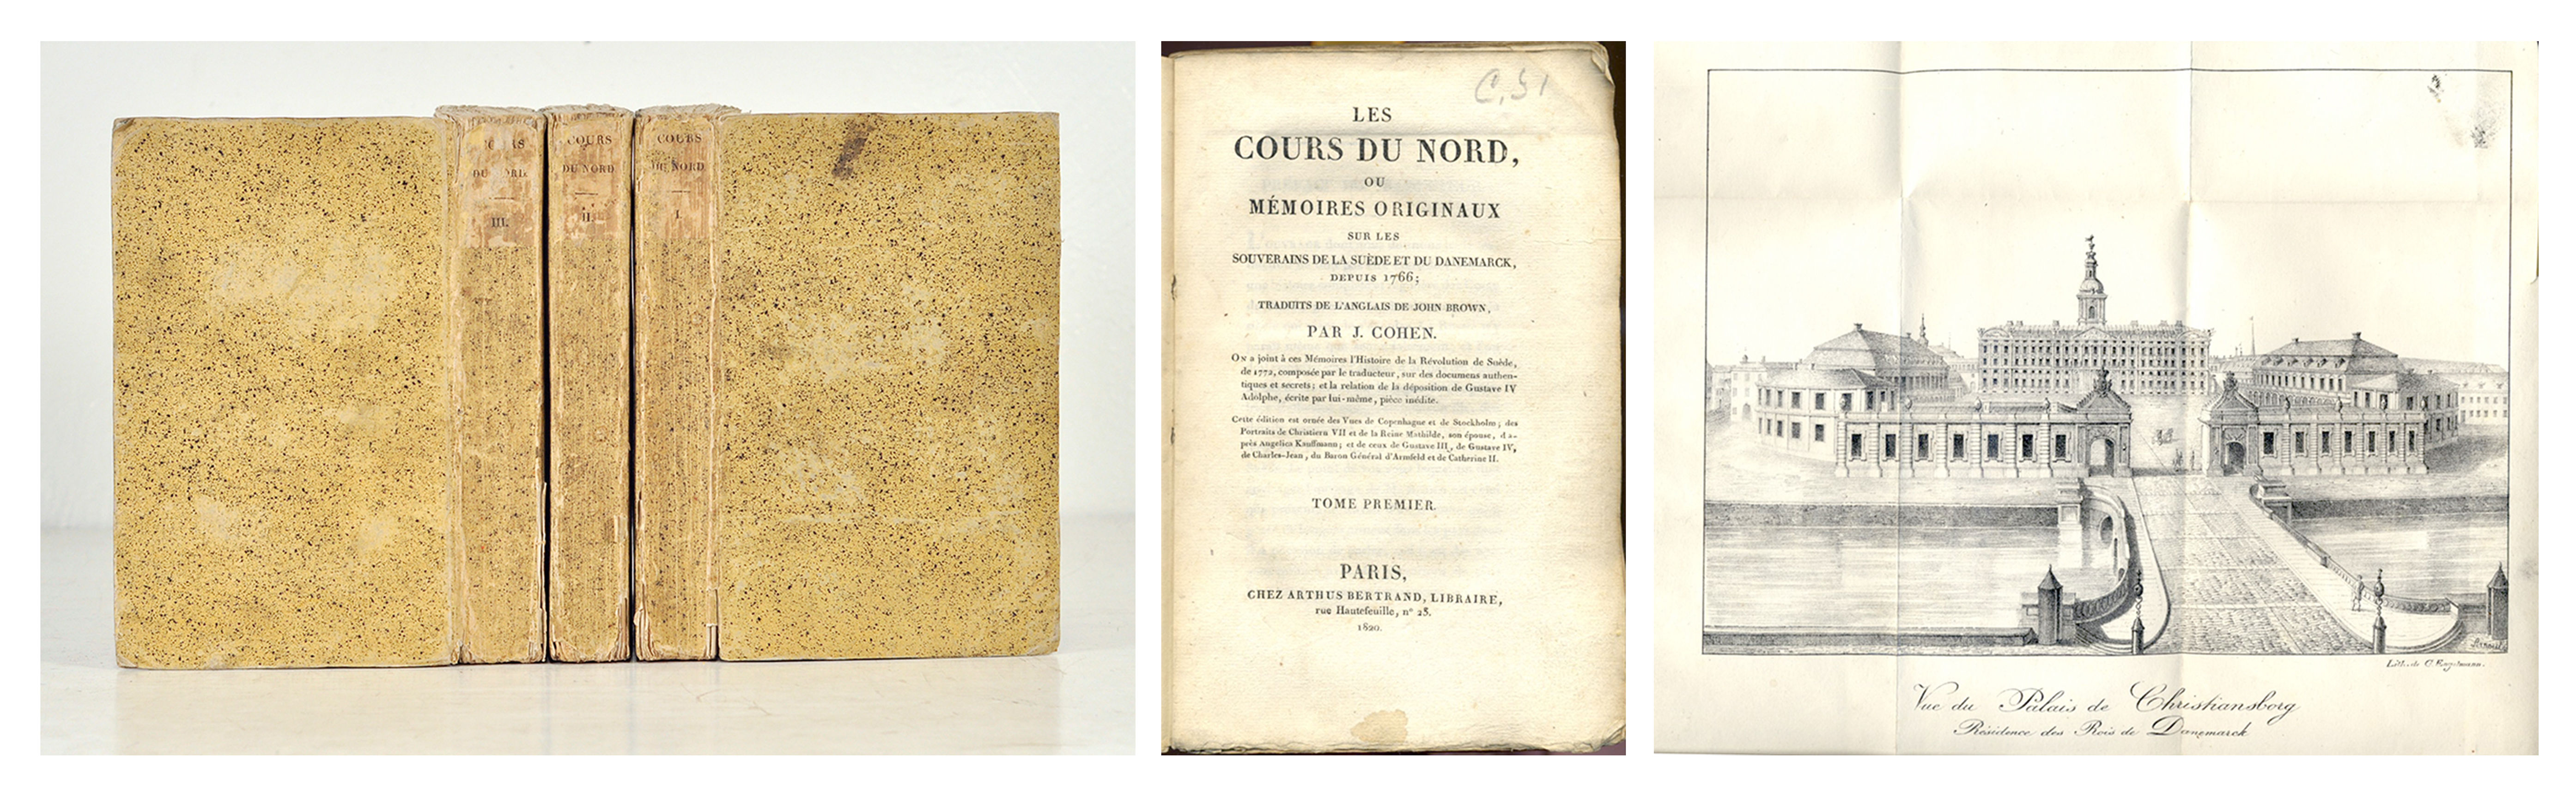 COURS
DU NORD
III.
COURS
DU NORD
II.
COURS
DU NORD
I.
C.51
LES
COURS DU NORD,
OU
MÉMOIRES ORIGINAUX
SUR LES
SOUVERAINS DE LA SUÈDE ET DU DANEMARCK,
DEPUIS 1766;
TRADUITS DE L'ANGLAIS DE JOHN BROWN,
PAR J. COHEN.
On a joint à ces Mémoires l'Histoire de la Révolution de Suède,
de 1772, composée par le traducteur, sur des documens authen-
tiques et secrets; et la relation de la déposition de Gustave IV
Adolphe, écrite par lui-même, pièce inédite.
Cette édition est ornée des Vues de Copenhague et de Stockholm; des
Portraits de Christiern VII et de la Reine Mathilde, son épouse, d'a-
près Angelica Kauffmann; et de ceux de Gustave III, de Gustave IV,
de Charles-Jean, du Baron Général d'Armfeld et de Catherine II.
TOME PREMIER.
PARIS,
CHEZ ARTHUS BERTRAND, LIBRAIRE,
rue Hautefeuille, n° 23.
1820.
Lith. de G. Engelmann.
Vue du Palais de Christiansborg
Résidence des Rois de Danemarck